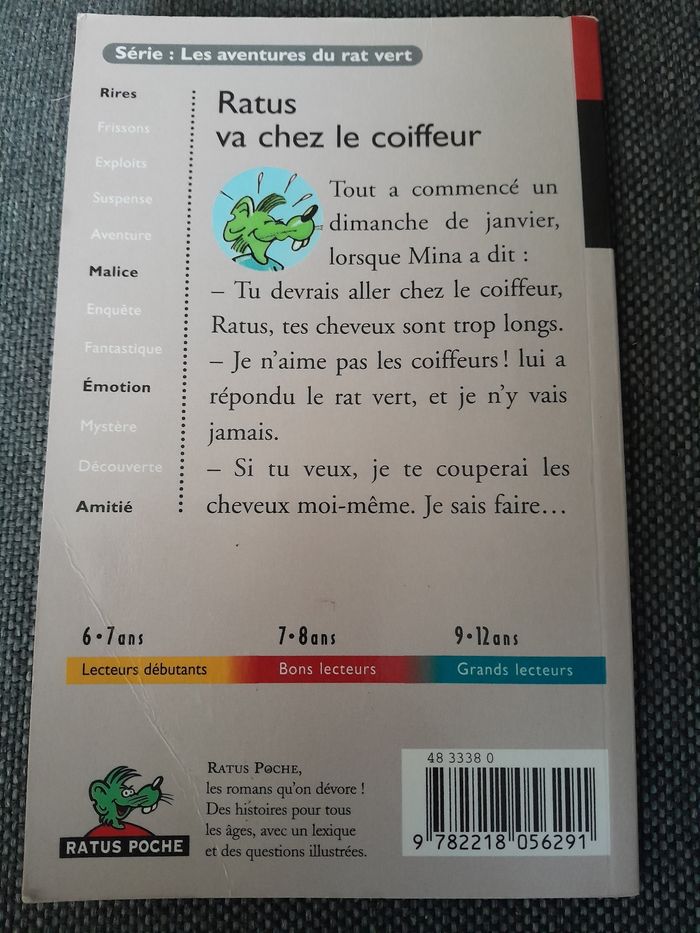 Série : Les aventures du rat vert
Rires
Frissons
Exploits
Suspense
Aventure
Malice
Enquête
Fantastique
Émotion
Mystère
Découverte
Amitié
Ratus
va chez le coiffeur
Tout a commencé un
dimanche de janvier,
lorsque Mina a dit :
– Tu devrais aller chez le coiffeur,
Ratus, tes cheveux sont trop longs.
– Je n'aime pas les coiffeurs ! lui a
répondu le rat vert, et je n'y vais
jamais.
– Si tu veux, je te couperai les
cheveux moi-même. Je sais faire…
6•7 ans
7•8 ans
9•12 ans
Lecteurs débutants
Bons lecteurs
Grands lecteurs
RATUS POCHE
RATUS POCHE,
les romans qu'on dévore !
Des histoires pour tous
les âges, avec un lexique
et des questions illustrées.
48 3338 0
9 782218 056291